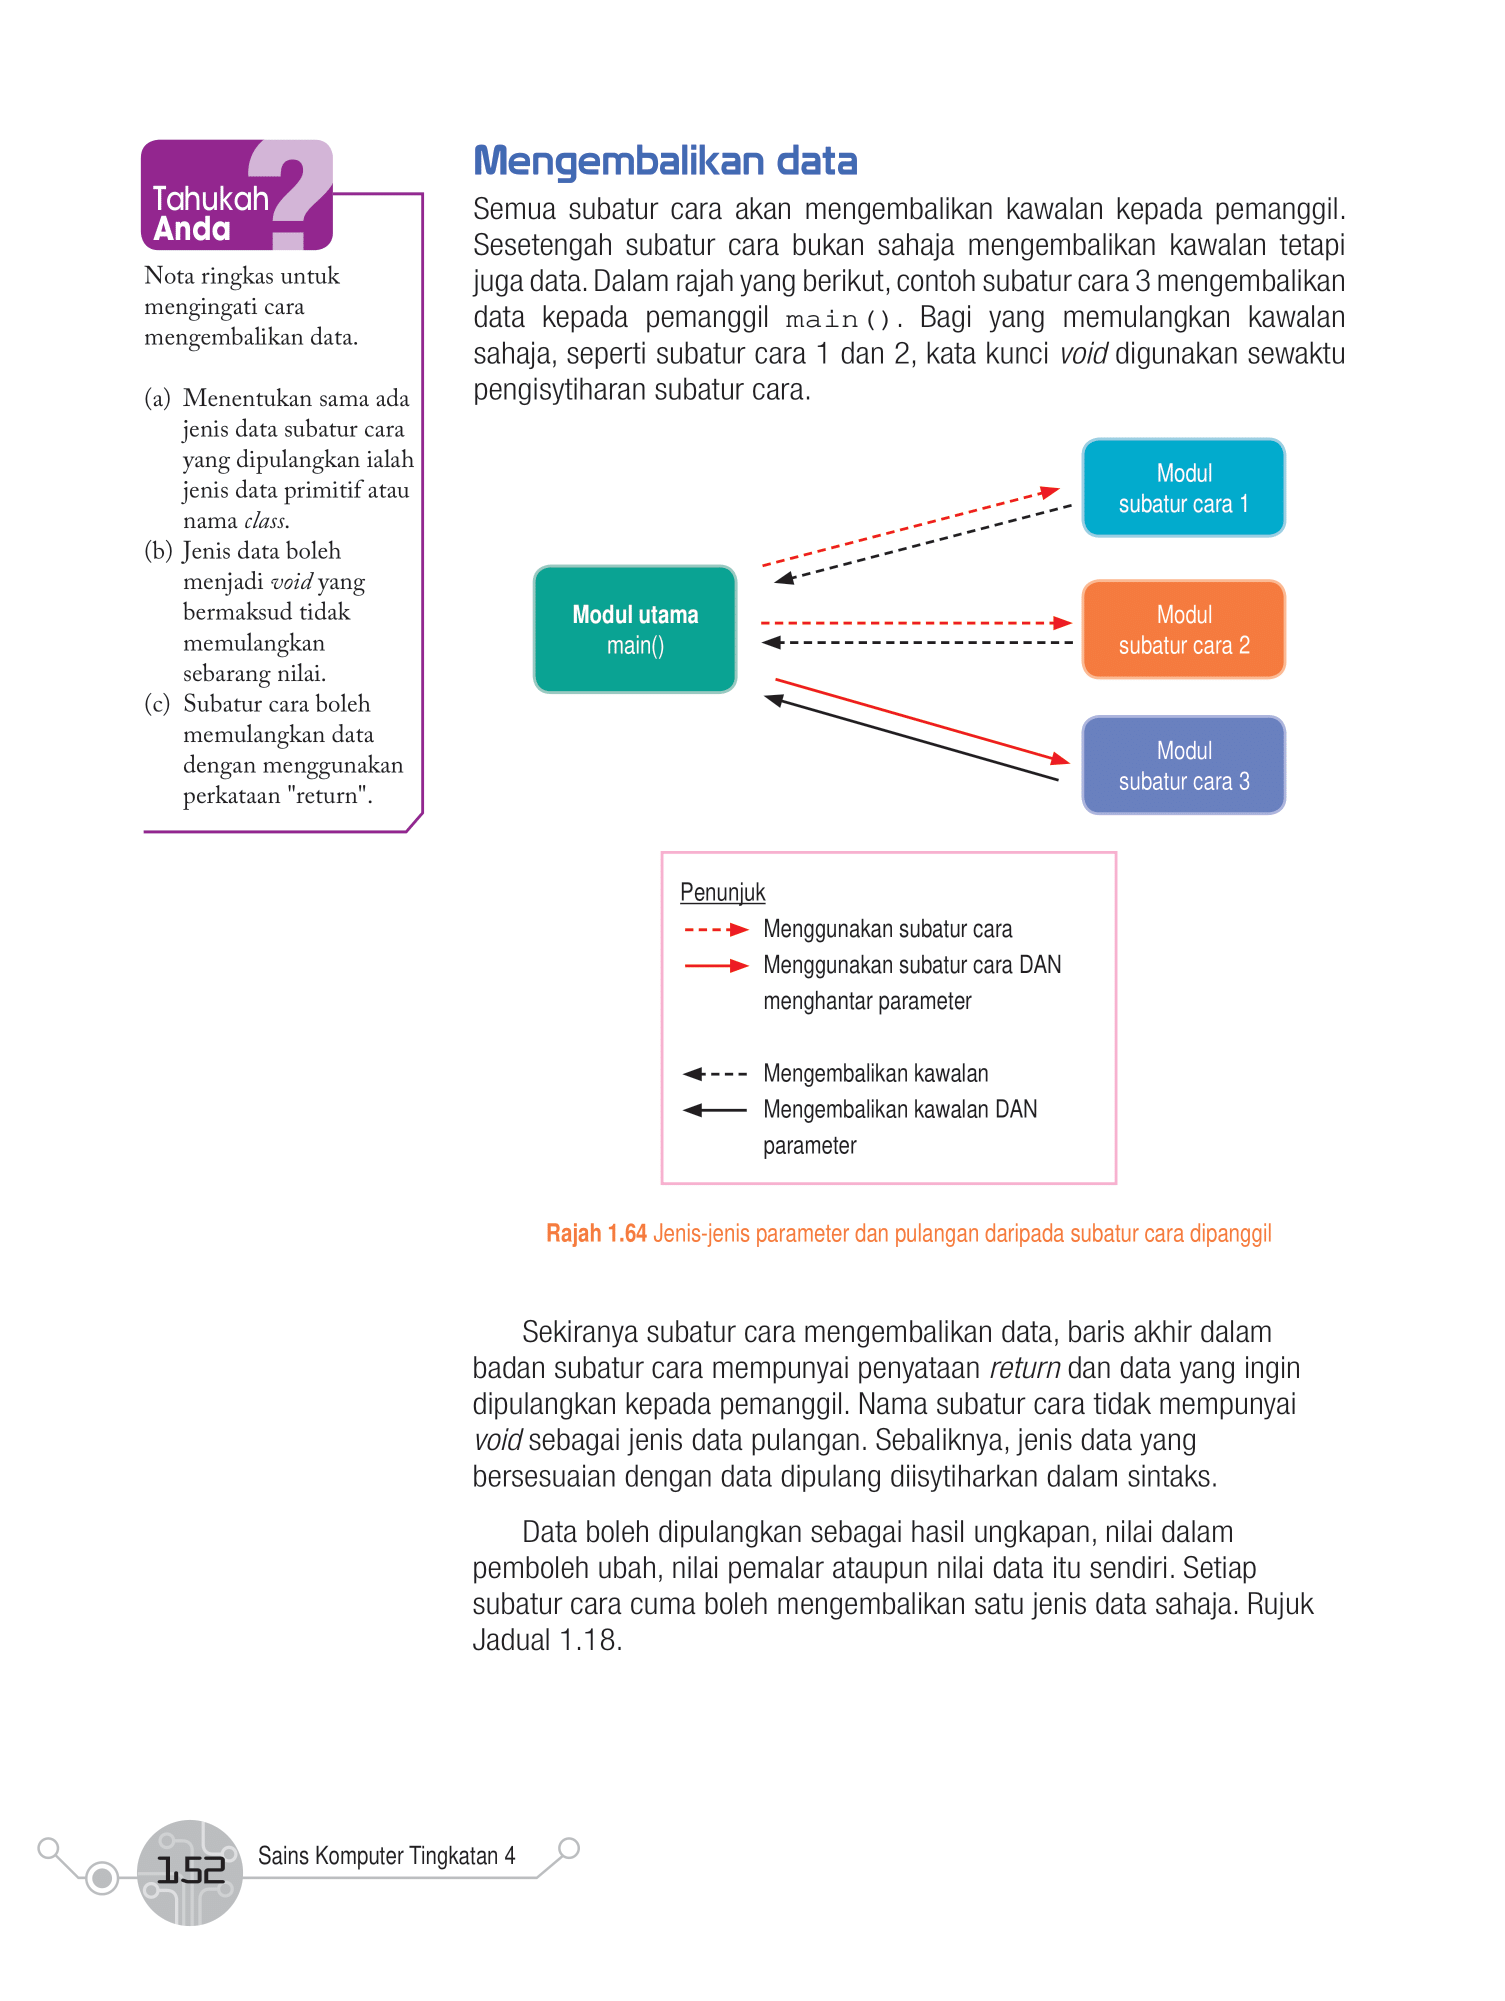 Tahukah
Anda
Nota ringkas untuk
mengingati cara
mengembalikan data.
(a) Menentukan sama ada
jenis data subatur cara
yang dipulangkan ialah
jenis data primitif atau
nama class.
(b) Jenis data boleh
menjadi void yang
bermaksud tidak
memulangkan
sebarang nilai.
(c) Subatur cara boleh
memulangkan data
dengan menggunakan
perkataan "return".
Mengembalikan data
Semua subatur cara akan mengembalikan kawalan kepada pemanggil.
Sesetengah subatur cara bukan sahaja mengembalikan kawalan tetapi
juga data. Dalam rajah yang berikut, contoh subatur cara 3 mengembalikan
data kepada pemanggil main(). Bagi yang memulangkan kawalan
sahaja, seperti subatur cara 1 dan 2, kata kunci void digunakan sewaktu
pengisytiharan subatur cara.
Modul
subatur cara 1
Modul utama
main()
Modul
subatur cara 2
Modul
subatur cara 3
Penunjuk
Menggunakan subatur cara
Menggunakan subatur cara DAN
menghantar parameter
Mengembalikan kawalan
Mengembalikan kawalan DAN
parameter
Rajah 1.64 Jenis-jenis parameter dan pulangan daripada subatur cara dipanggil
Sekiranya subatur cara mengembalikan data, baris akhir dalam
badan subatur cara mempunyai penyataan return dan data yang ingin
dipulangkan kepada pemanggil. Nama subatur cara tidak mempunyai
void sebagai jenis data pulangan. Sebaliknya, jenis data yang
bersesuaian dengan data dipulang diisytiharkan dalam sintaks.
Data boleh dipulangkan sebagai hasil ungkapan, nilai dalam
pemboleh ubah, nilai pemalar ataupun nilai data itu sendiri. Setiap
subatur cara cuma boleh mengembalikan satu jenis data sahaja. Rujuk
Jadual 1.18.
152
Sains Komputer Tingkatan 4